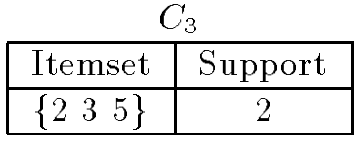 C₃
Itemset Support
{2 3 5} 2